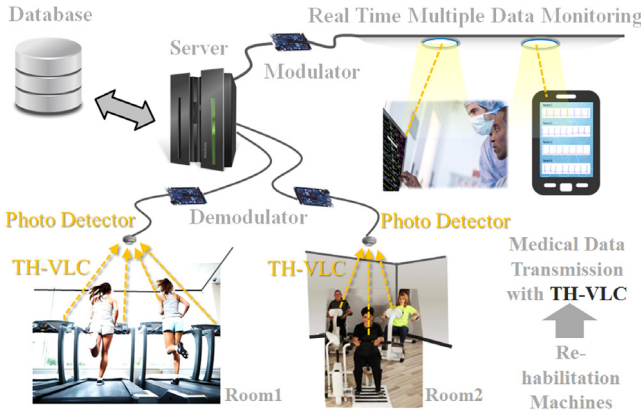 Database
Server
Real Time Multiple Data Monitoring
Modulator
Photo Detector
Demodulator
Photo Detector
TH-VLC
TH-VLC
Medical Data
Transmission
with TH-VLC
Room1
Room2
Re-
habilitation
Machines